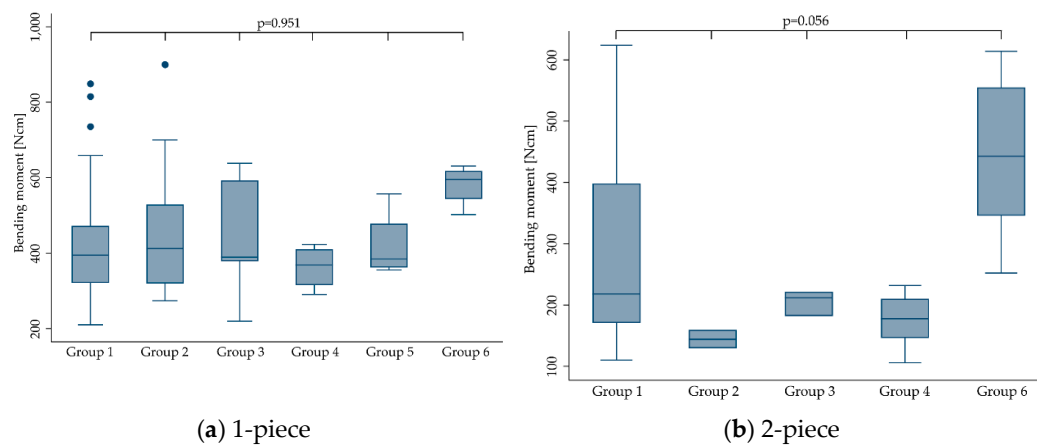 p=0.951
1,000
800
600
400
200
Bending moment [Ncm]
Group 1 Group 2 Group 3 Group 4 Group 5 Group 6
(a) 1-piece
p=0.056
600
500
400
300
200
100
Bending moment [Ncm]
Group 1 Group 2 Group 3 Group 4 Group 6
(b) 2-piece